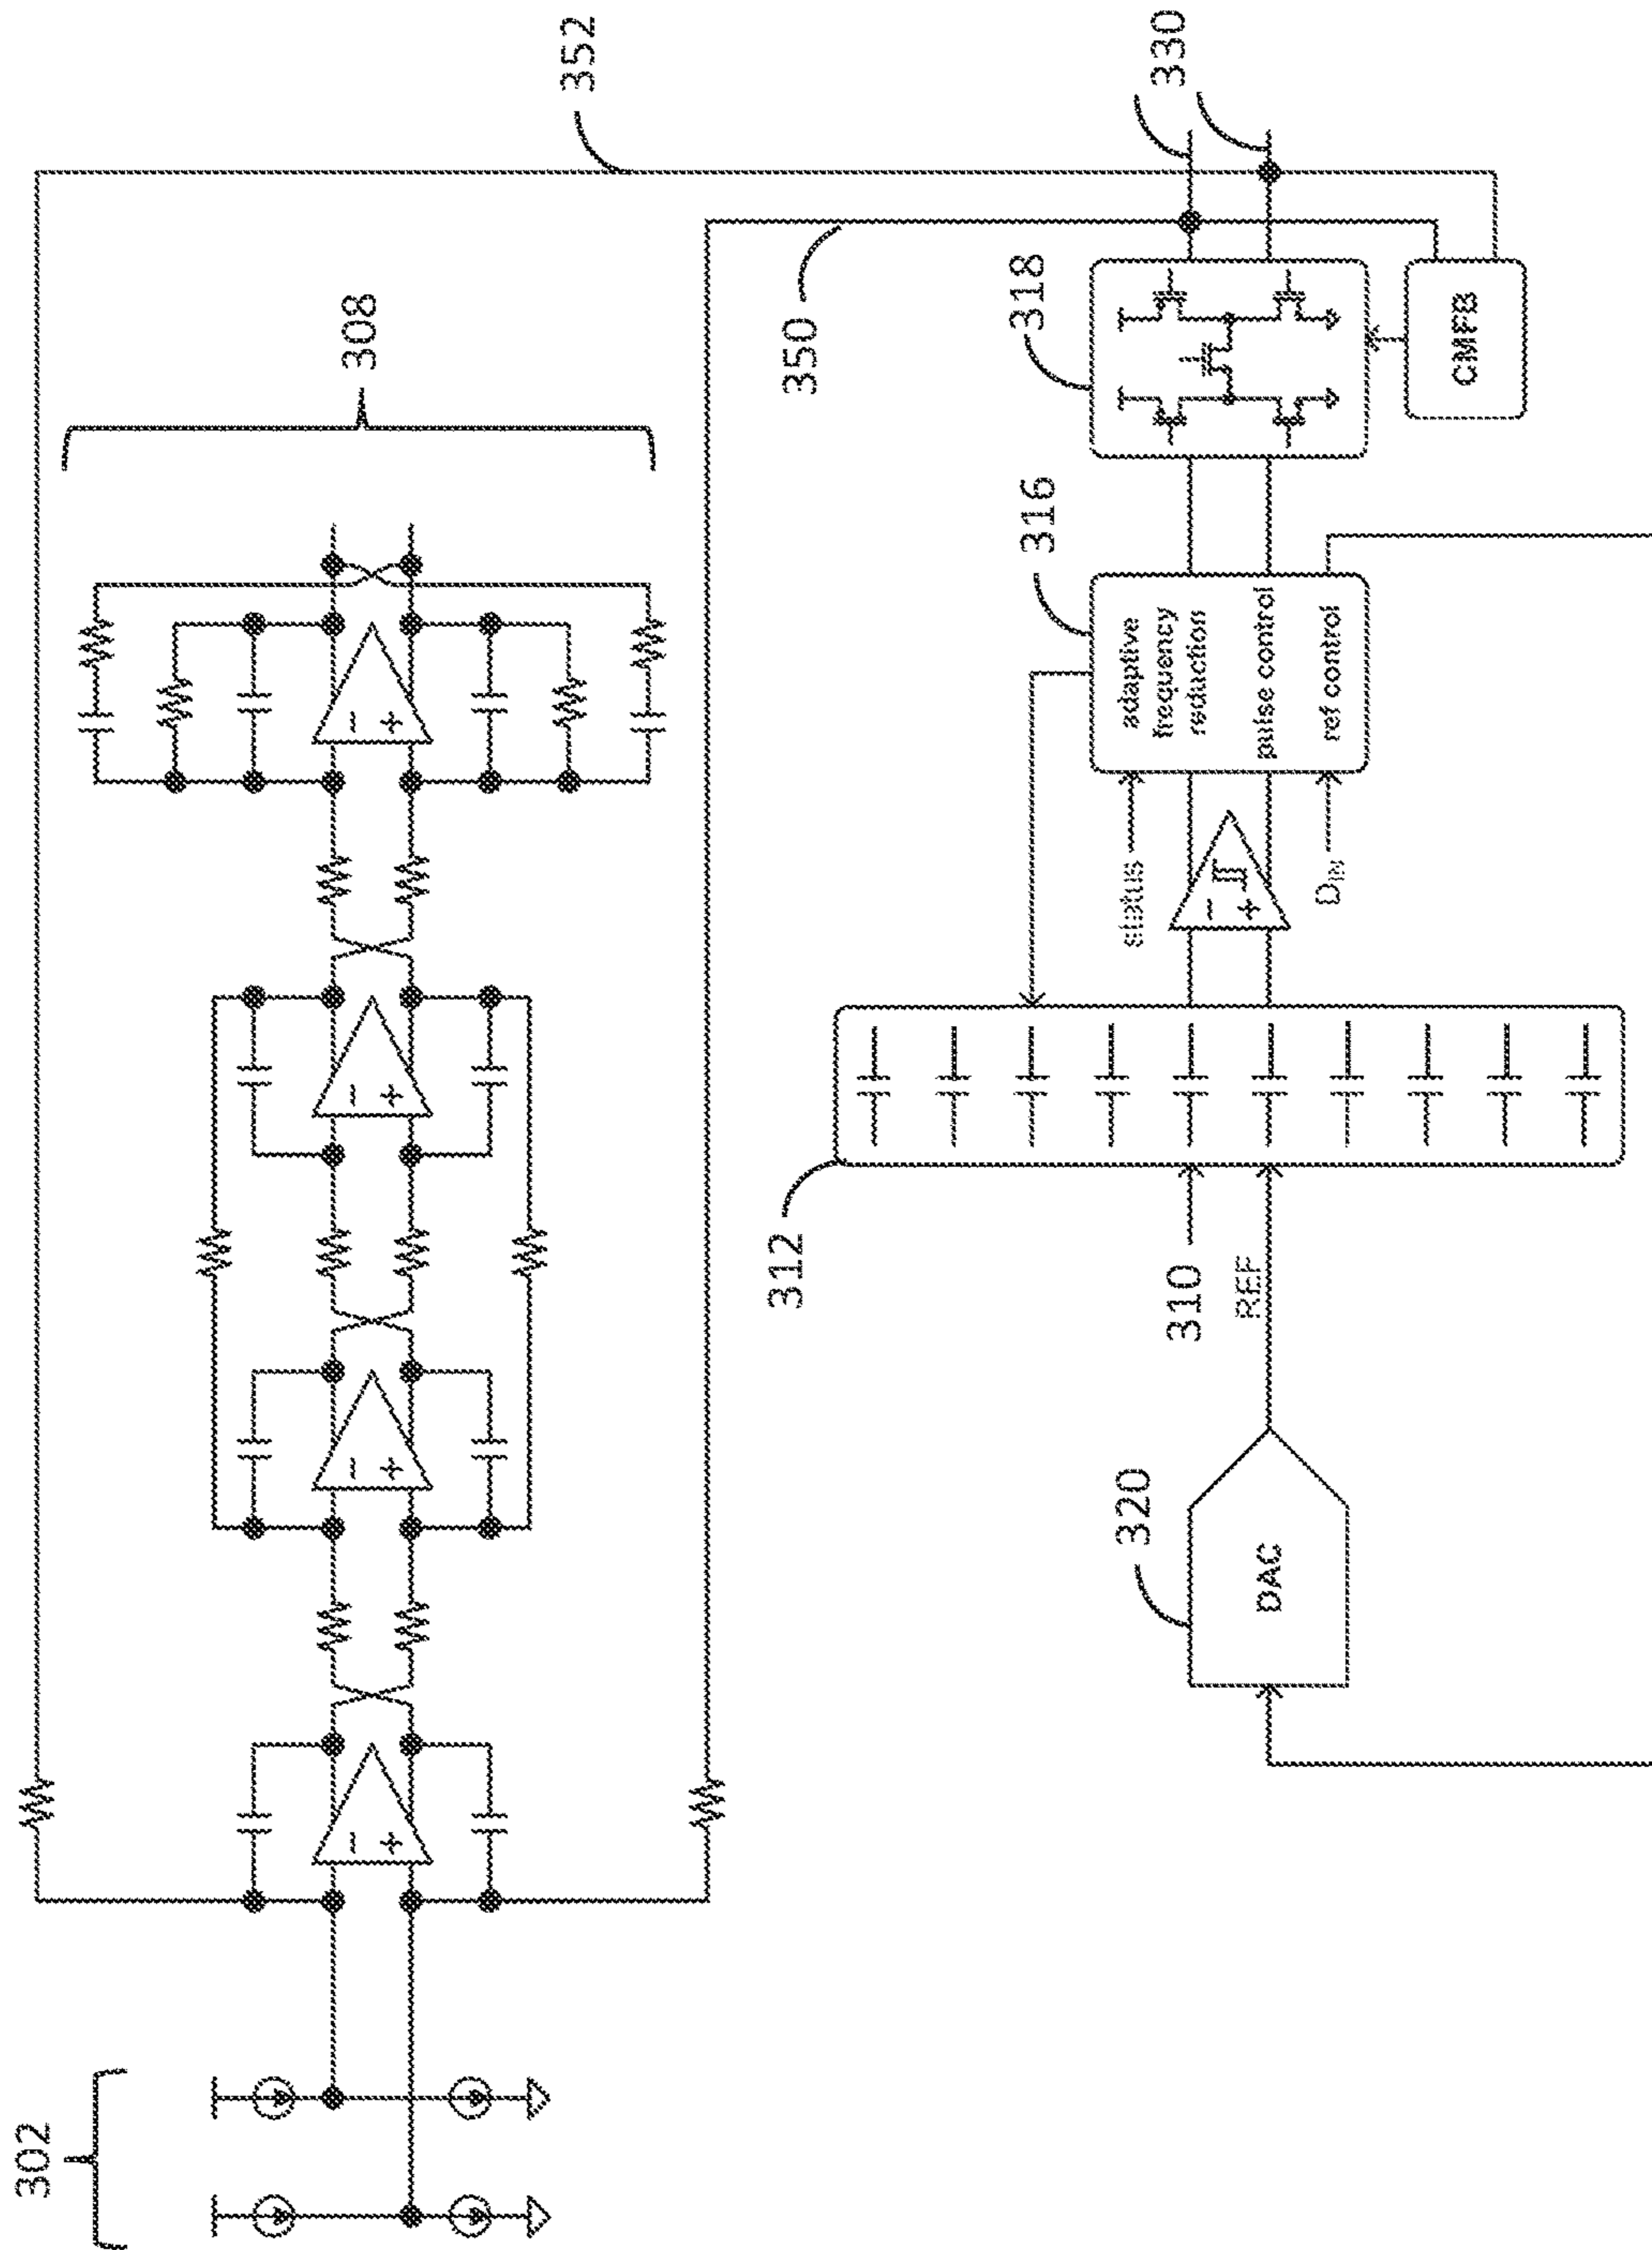 302
308
352
350
330
318
316
312
310
320
adaptive
frequency
reduction
pulse control
ref control
status
D_IN
REF
DAC
CMFB
−
+
−
+
−
+
−
+
−
+